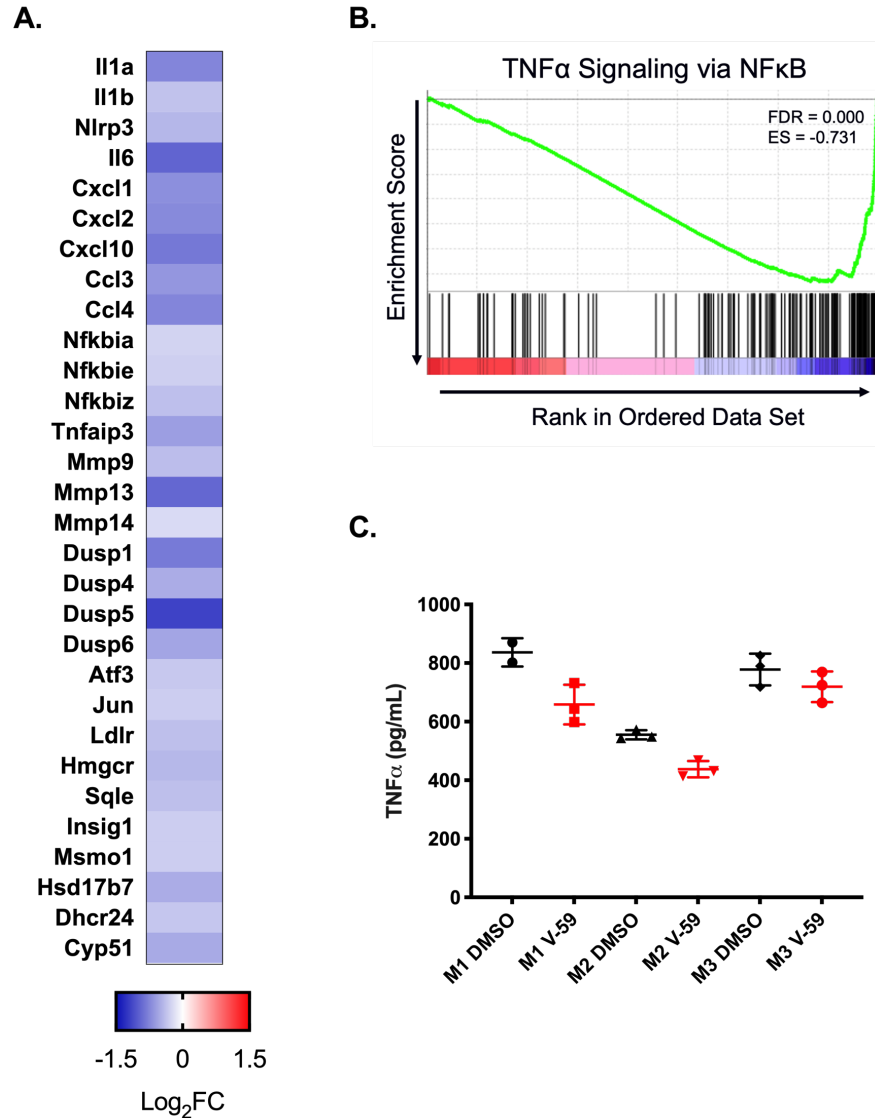 A.
Il1a
Il1b
Nlrp3
Il6
Cxcl1
Cxcl2
Cxcl10
Ccl3
Ccl4
Nfkbia
Nfkbie
Nfkbiz
Tnfaip3
Mmp9
Mmp13
Mmp14
Dusp1
Dusp4
Dusp5
Dusp6
Atf3
Jun
Ldlr
Hmgcr
Sqle
Insig1
Msmo1
Hsd17b7
Dhcr24
Cyp51
-1.5 0 1.5
Log₂FC
B.
TNFα Signaling via NFκB
FDR = 0.000
ES = -0.731
Enrichment Score
Rank in Ordered Data Set
C.
TNFα (pg/mL)
1000
800
600
400
200
0
M1 DMSO
M1 V-59
M2 DMSO
M2 V-59
M3 DMSO
M3 V-59